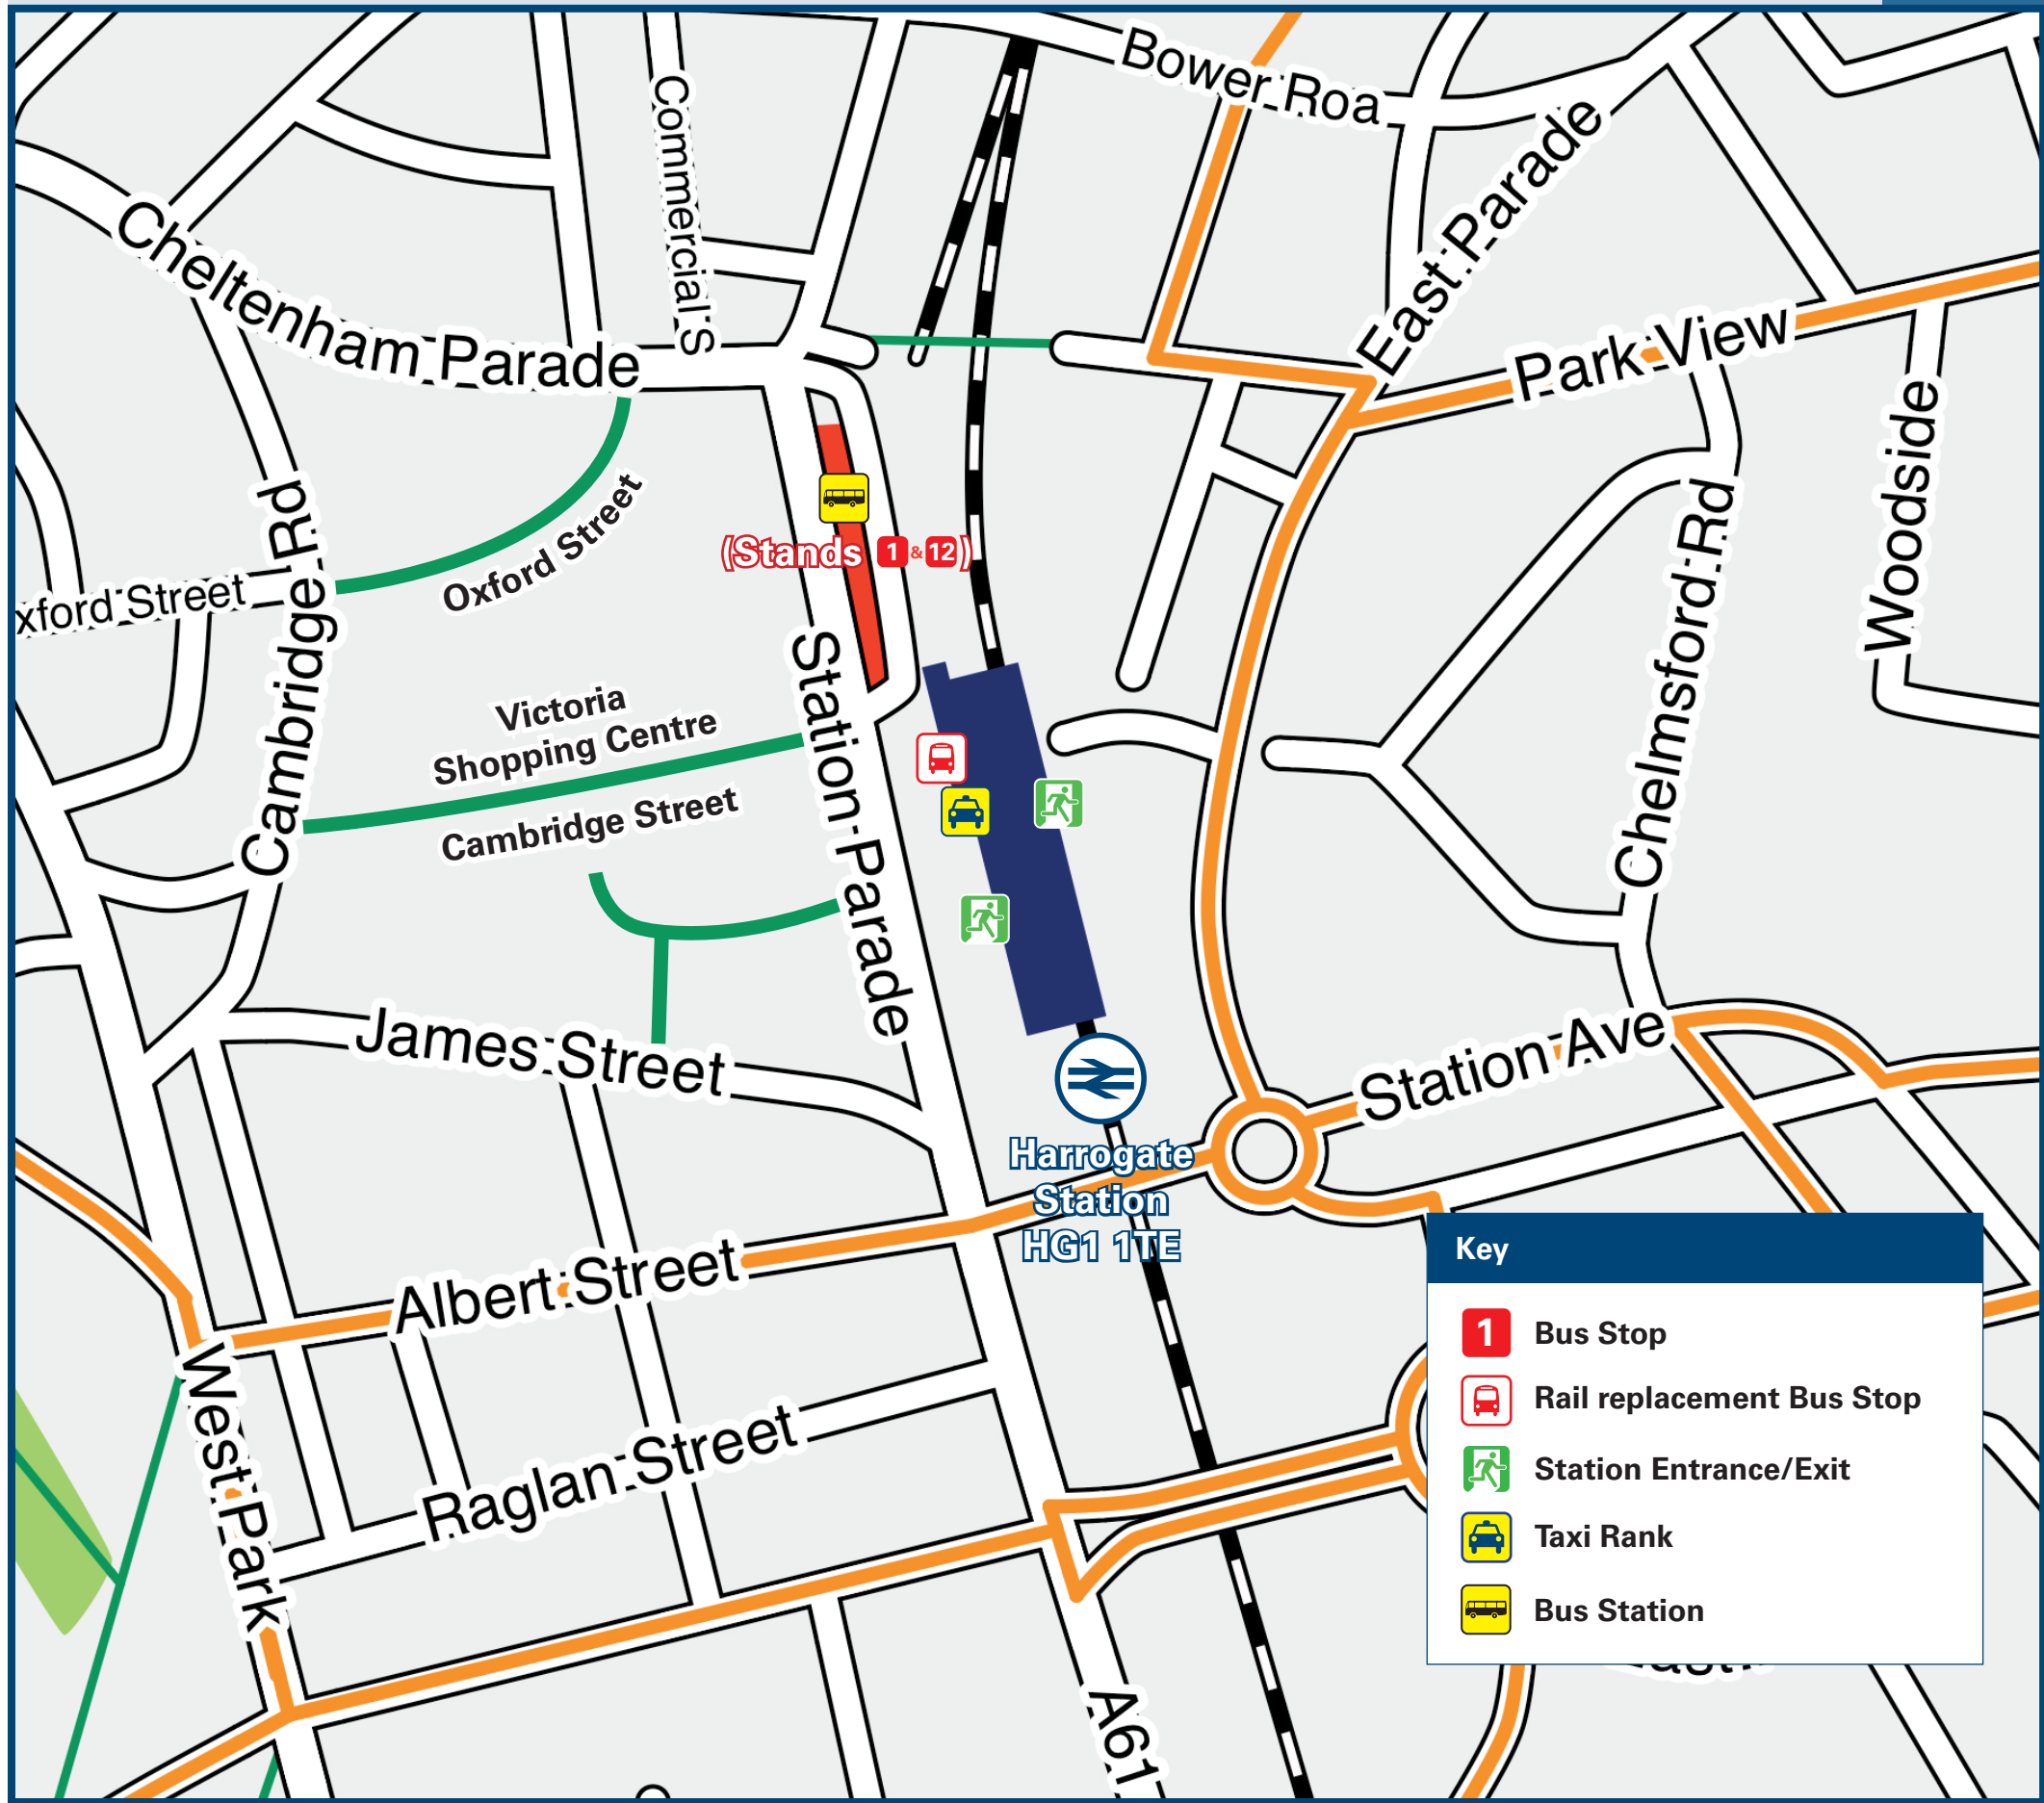 Bower Roa
Commercial S
East Parade
Cheltenham Parade
Park View
Woodside
Oxford Street
xford Street
Cambridge Rd
(Stands 1 & 12)
Chelmsford Rd
Station Parade
Victoria
Shopping Centre
Cambridge Street
James Street
Station Ave
Harrogate
Station
HG1 1TE
Albert Street
West Park
Raglan Street
A61
Key
1 Bus Stop
Rail replacement Bus Stop
Station Entrance/Exit
Taxi Rank
Bus Station